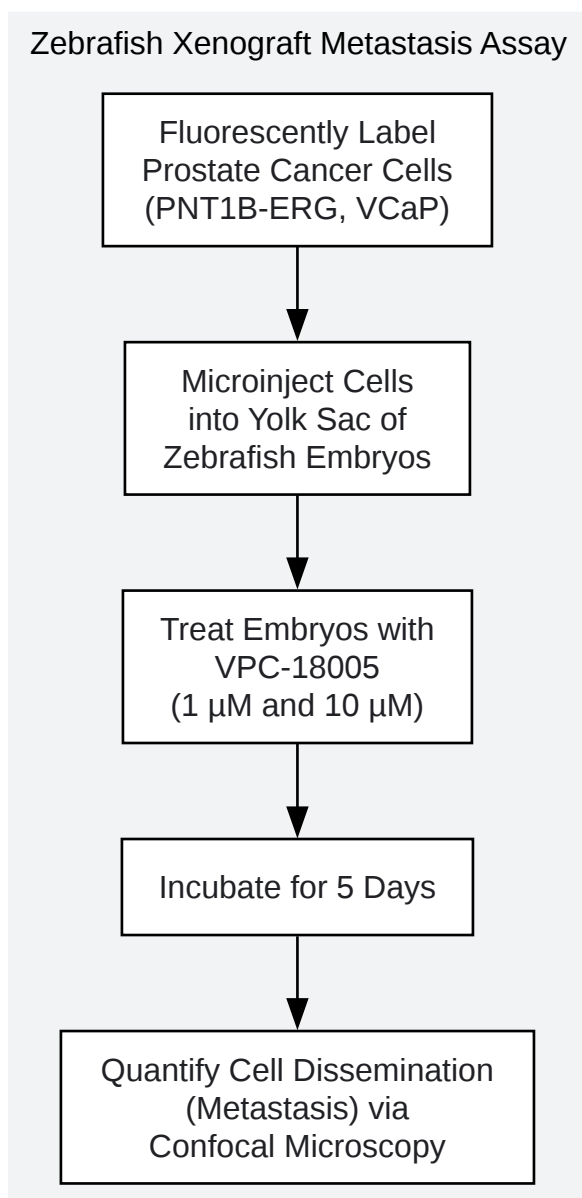 Zebrafish Xenograft Metastasis Assay
Fluorescently Label
Prostate Cancer Cells
(PNT1B-ERG, VCaP)
Microinject Cells
into Yolk Sac of
Zebrafish Embryos
Treat Embryos with
VPC-18005
(1 µM and 10 µM)
Incubate for 5 Days
Quantify Cell Dissemination
(Metastasis) via
Confocal Microscopy